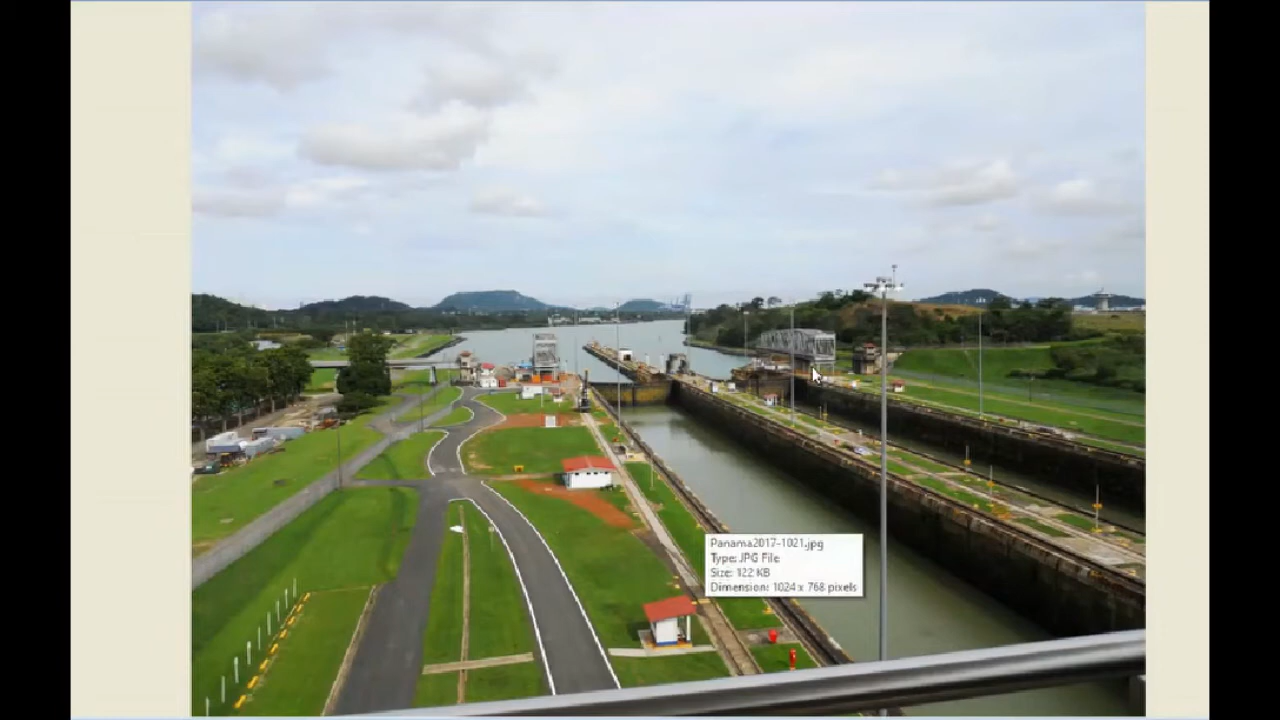 Panama2017-1021.jpg
Type: JPG File
Size: 122 KB
Dimension: 1024 x 768 pixels